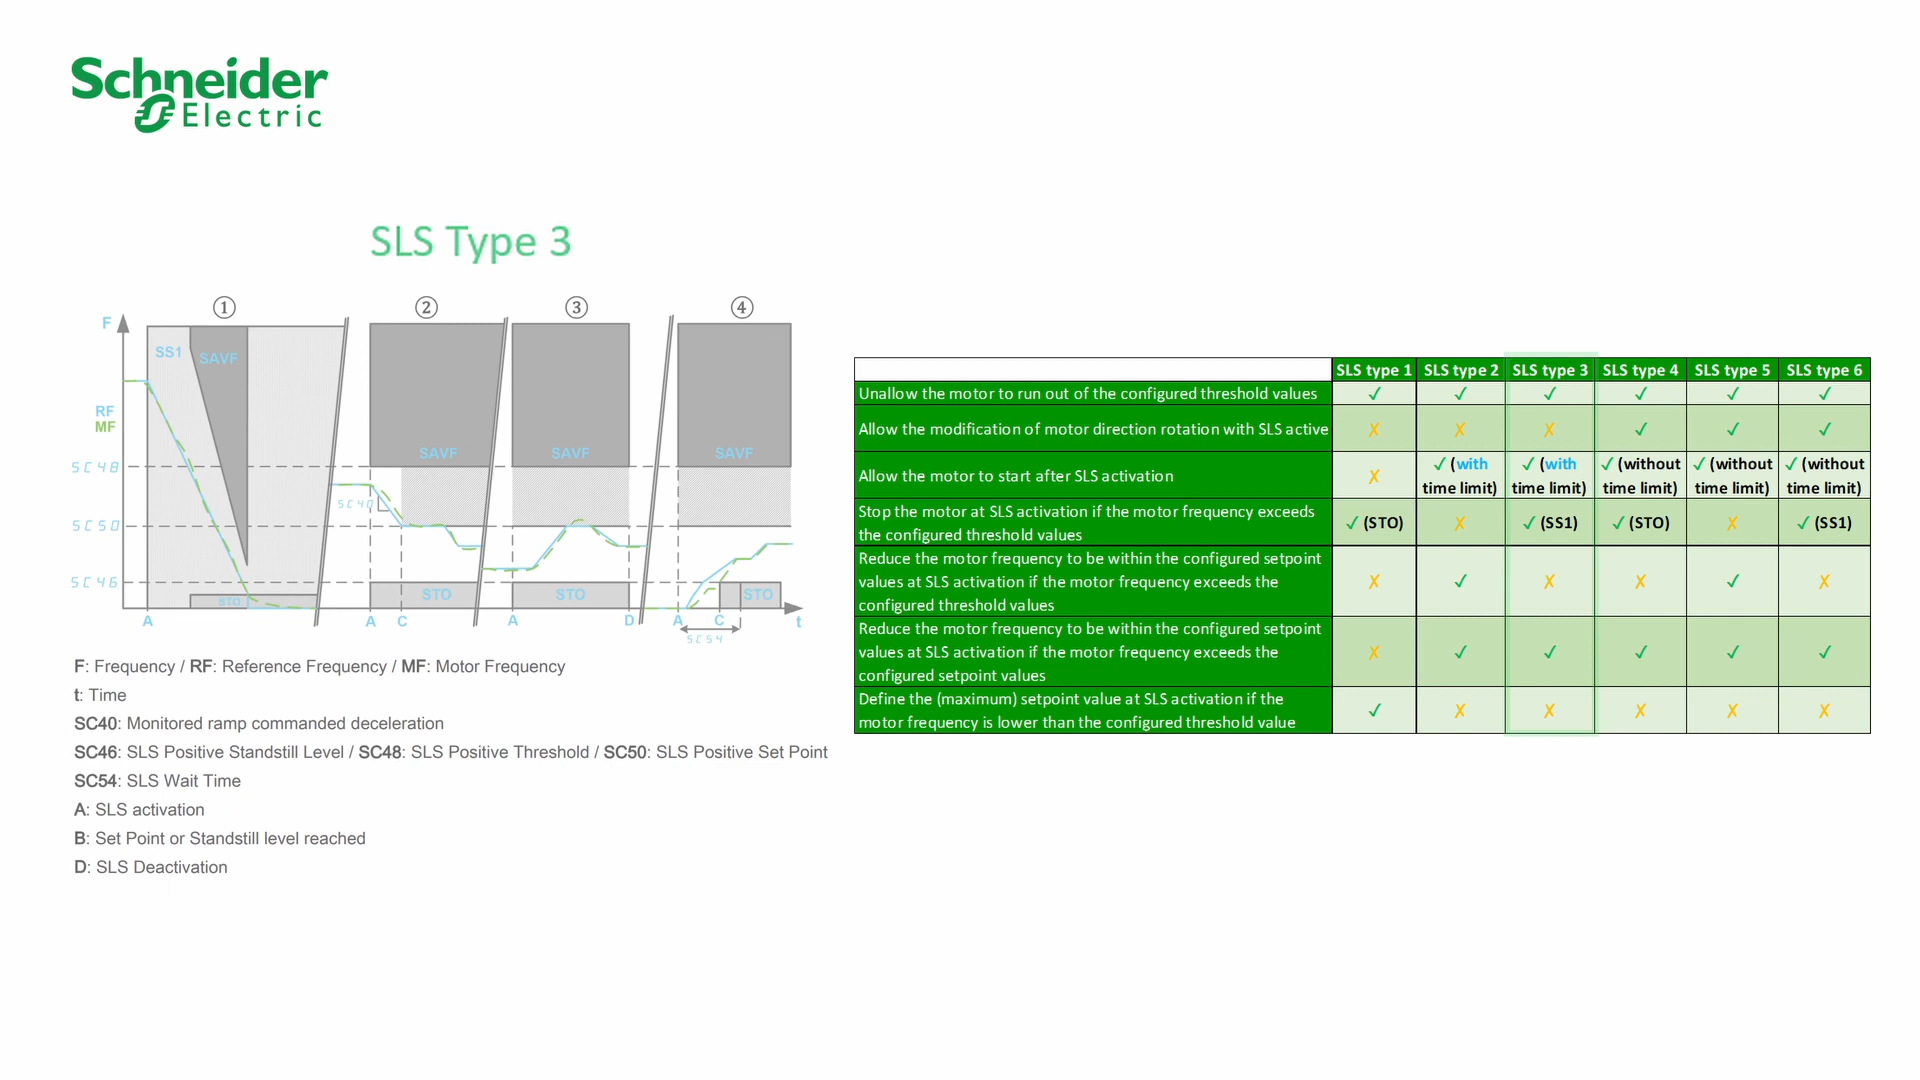 Schneider
Electric
SLS Type 3
① ② ③ ④
F
SS1 SAVF
RF
MF
SAVF SAVF SAVF
SC48
SC40
SC50
SC46
STO STO STO STO
A A C A D A C t
SC54
F: Frequency / RF: Reference Frequency / MF: Motor Frequency
t: Time
SC40: Monitored ramp commanded deceleration
SC46: SLS Positive Standstill Level / SC48: SLS Positive Threshold / SC50: SLS Positive Set Point
SC54: SLS Wait Time
A: SLS activation
B: Set Point or Standstill level reached
D: SLS Deactivation
SLS type 1 SLS type 2 SLS type 3 SLS type 4 SLS type 5 SLS type 6
Unallow the motor to run out of the configured threshold values ✓ ✓ ✓ ✓ ✓ ✓
Allow the modification of motor direction rotation with SLS active ✗ ✗ ✗ ✓ ✓ ✓
Allow the motor to start after SLS activation ✗ ✓ (with time limit) ✓ (with time limit) ✓ (without time limit) ✓ (without time limit) ✓ (without time limit)
Stop the motor at SLS activation if the motor frequency exceeds
the configured threshold values ✓ (STO) ✗ ✓ (SS1) ✓ (STO) ✗ ✓ (SS1)
Reduce the motor frequency to be within the configured setpoint
values at SLS activation if the motor frequency exceeds the
configured threshold values ✗ ✓ ✗ ✗ ✓ ✗
Reduce the motor frequency to be within the configured setpoint
values at SLS activation if the motor frequency exceeds the
configured setpoint values ✗ ✓ ✓ ✓ ✓ ✓
Define the (maximum) setpoint value at SLS activation if the
motor frequency is lower than the configured threshold value ✓ ✗ ✗ ✗ ✗ ✗